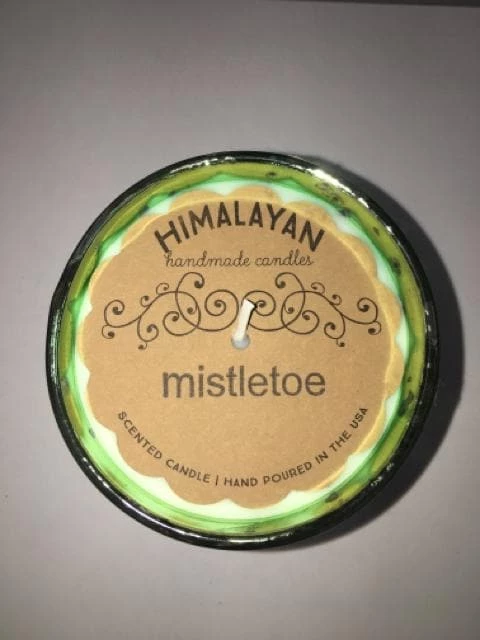 HIMALAYAN
handmade candles
mistletoe
SCENTED CANDLE | HAND POURED IN THE USA